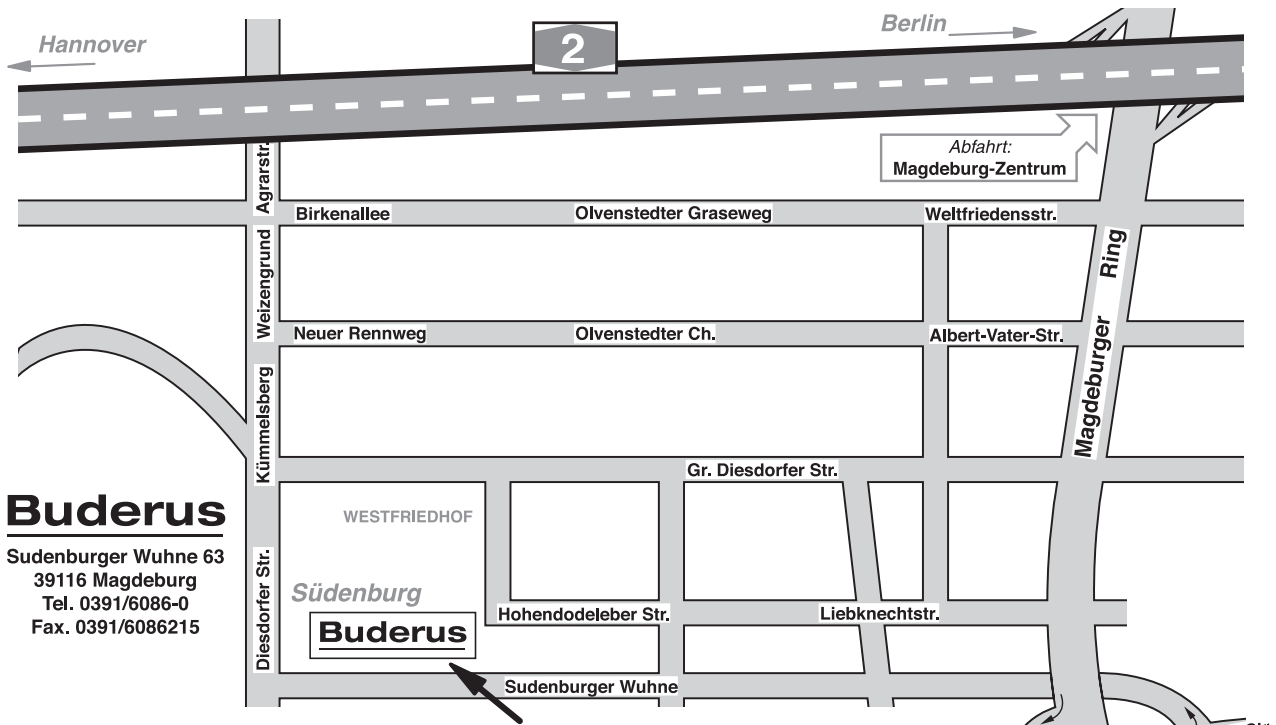 Hannover
2
Berlin
Abfahrt:
Magdeburg-Zentrum
Agrarstr.
Birkenallee
Olvenstedter Graseweg
Weltfriedensstr.
Weizengrund
Magdeburger Ring
Neuer Rennweg
Olvenstedter Ch.
Albert-Vater-Str.
Kümmelsberg
Gr. Diesdorfer Str.
Buderus
Sudenburger Wuhne 63
39116 Magdeburg
Tel. 0391/6086-0
Fax. 0391/6086215
WESTFRIEDHOF
Diesdorfer Str.
Südenburg
Buderus
Hohendodeleber Str.
Liebknechtstr.
Sudenburger Wuhne